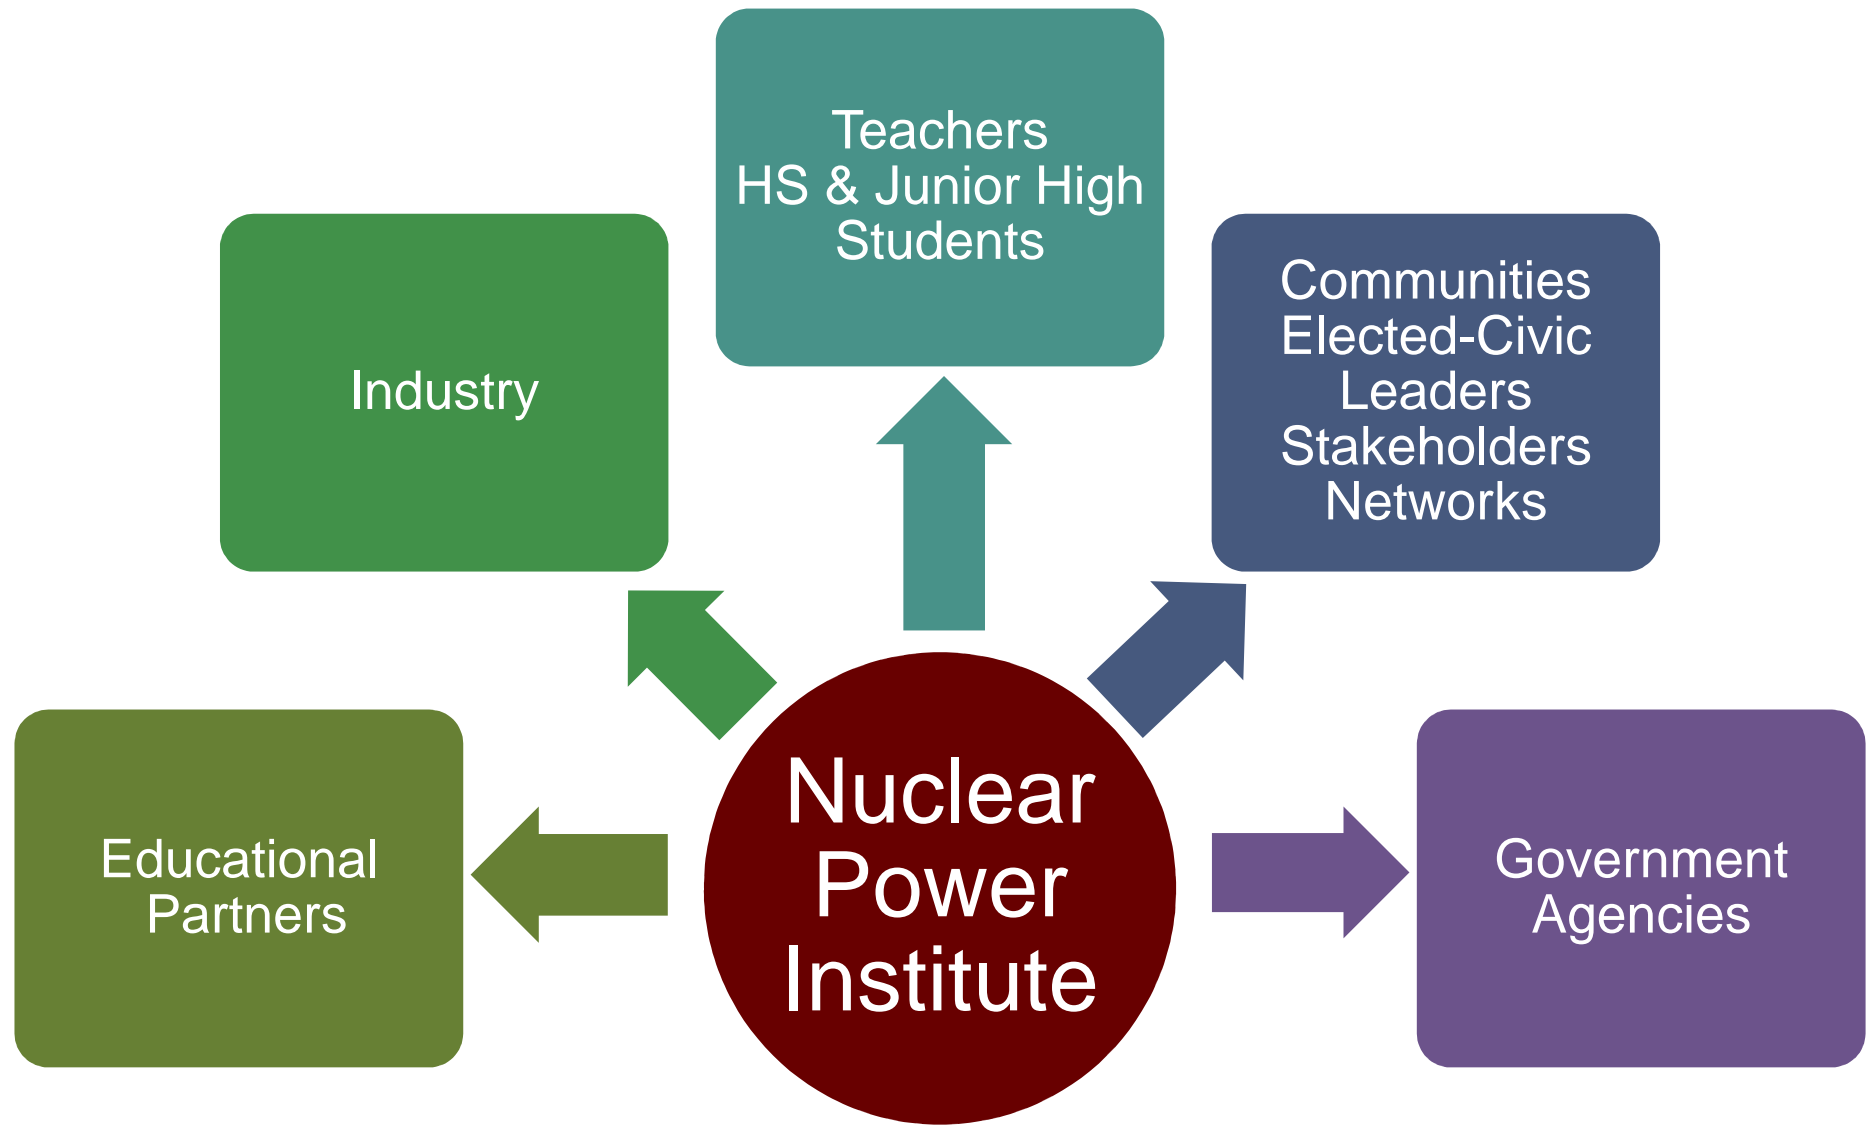 Teachers
HS & Junior High
Students
Industry
Communities
Elected-Civic
Leaders
Stakeholders
Networks
Educational
Partners
Nuclear
Power
Institute
Government
Agencies